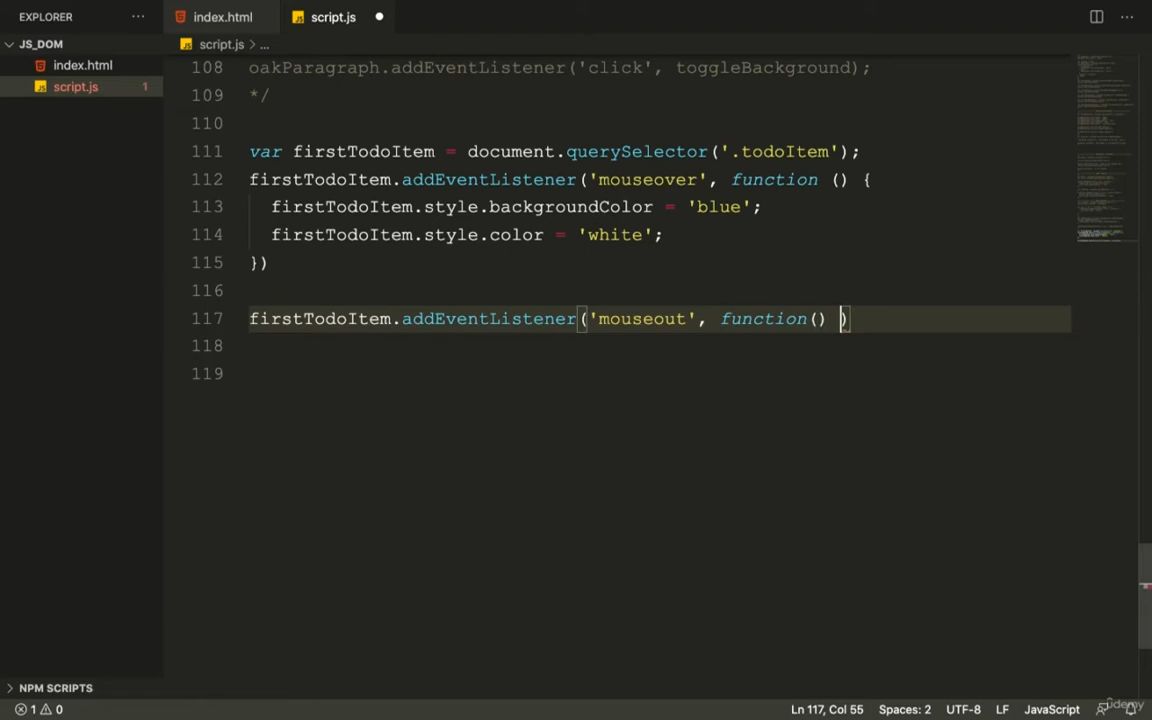 EXPLORER ···
index.html
script.js
···
JS_DOM
script.js > ...
index.html
script.js 1
108 oakParagraph.addEventListener('click', toggleBackground);
109 */
110
111 var firstTodoItem = document.querySelector('.todoItem');
112 firstTodoItem.addEventListener('mouseover', function () {
113 firstTodoItem.style.backgroundColor = 'blue';
114 firstTodoItem.style.color = 'white';
115 })
116
117 firstTodoItem.addEventListener('mouseout', function() )
118
119
NPM SCRIPTS
1 0 Ln 117, Col 55 Spaces: 2 UTF-8 LF JavaScript
udemy